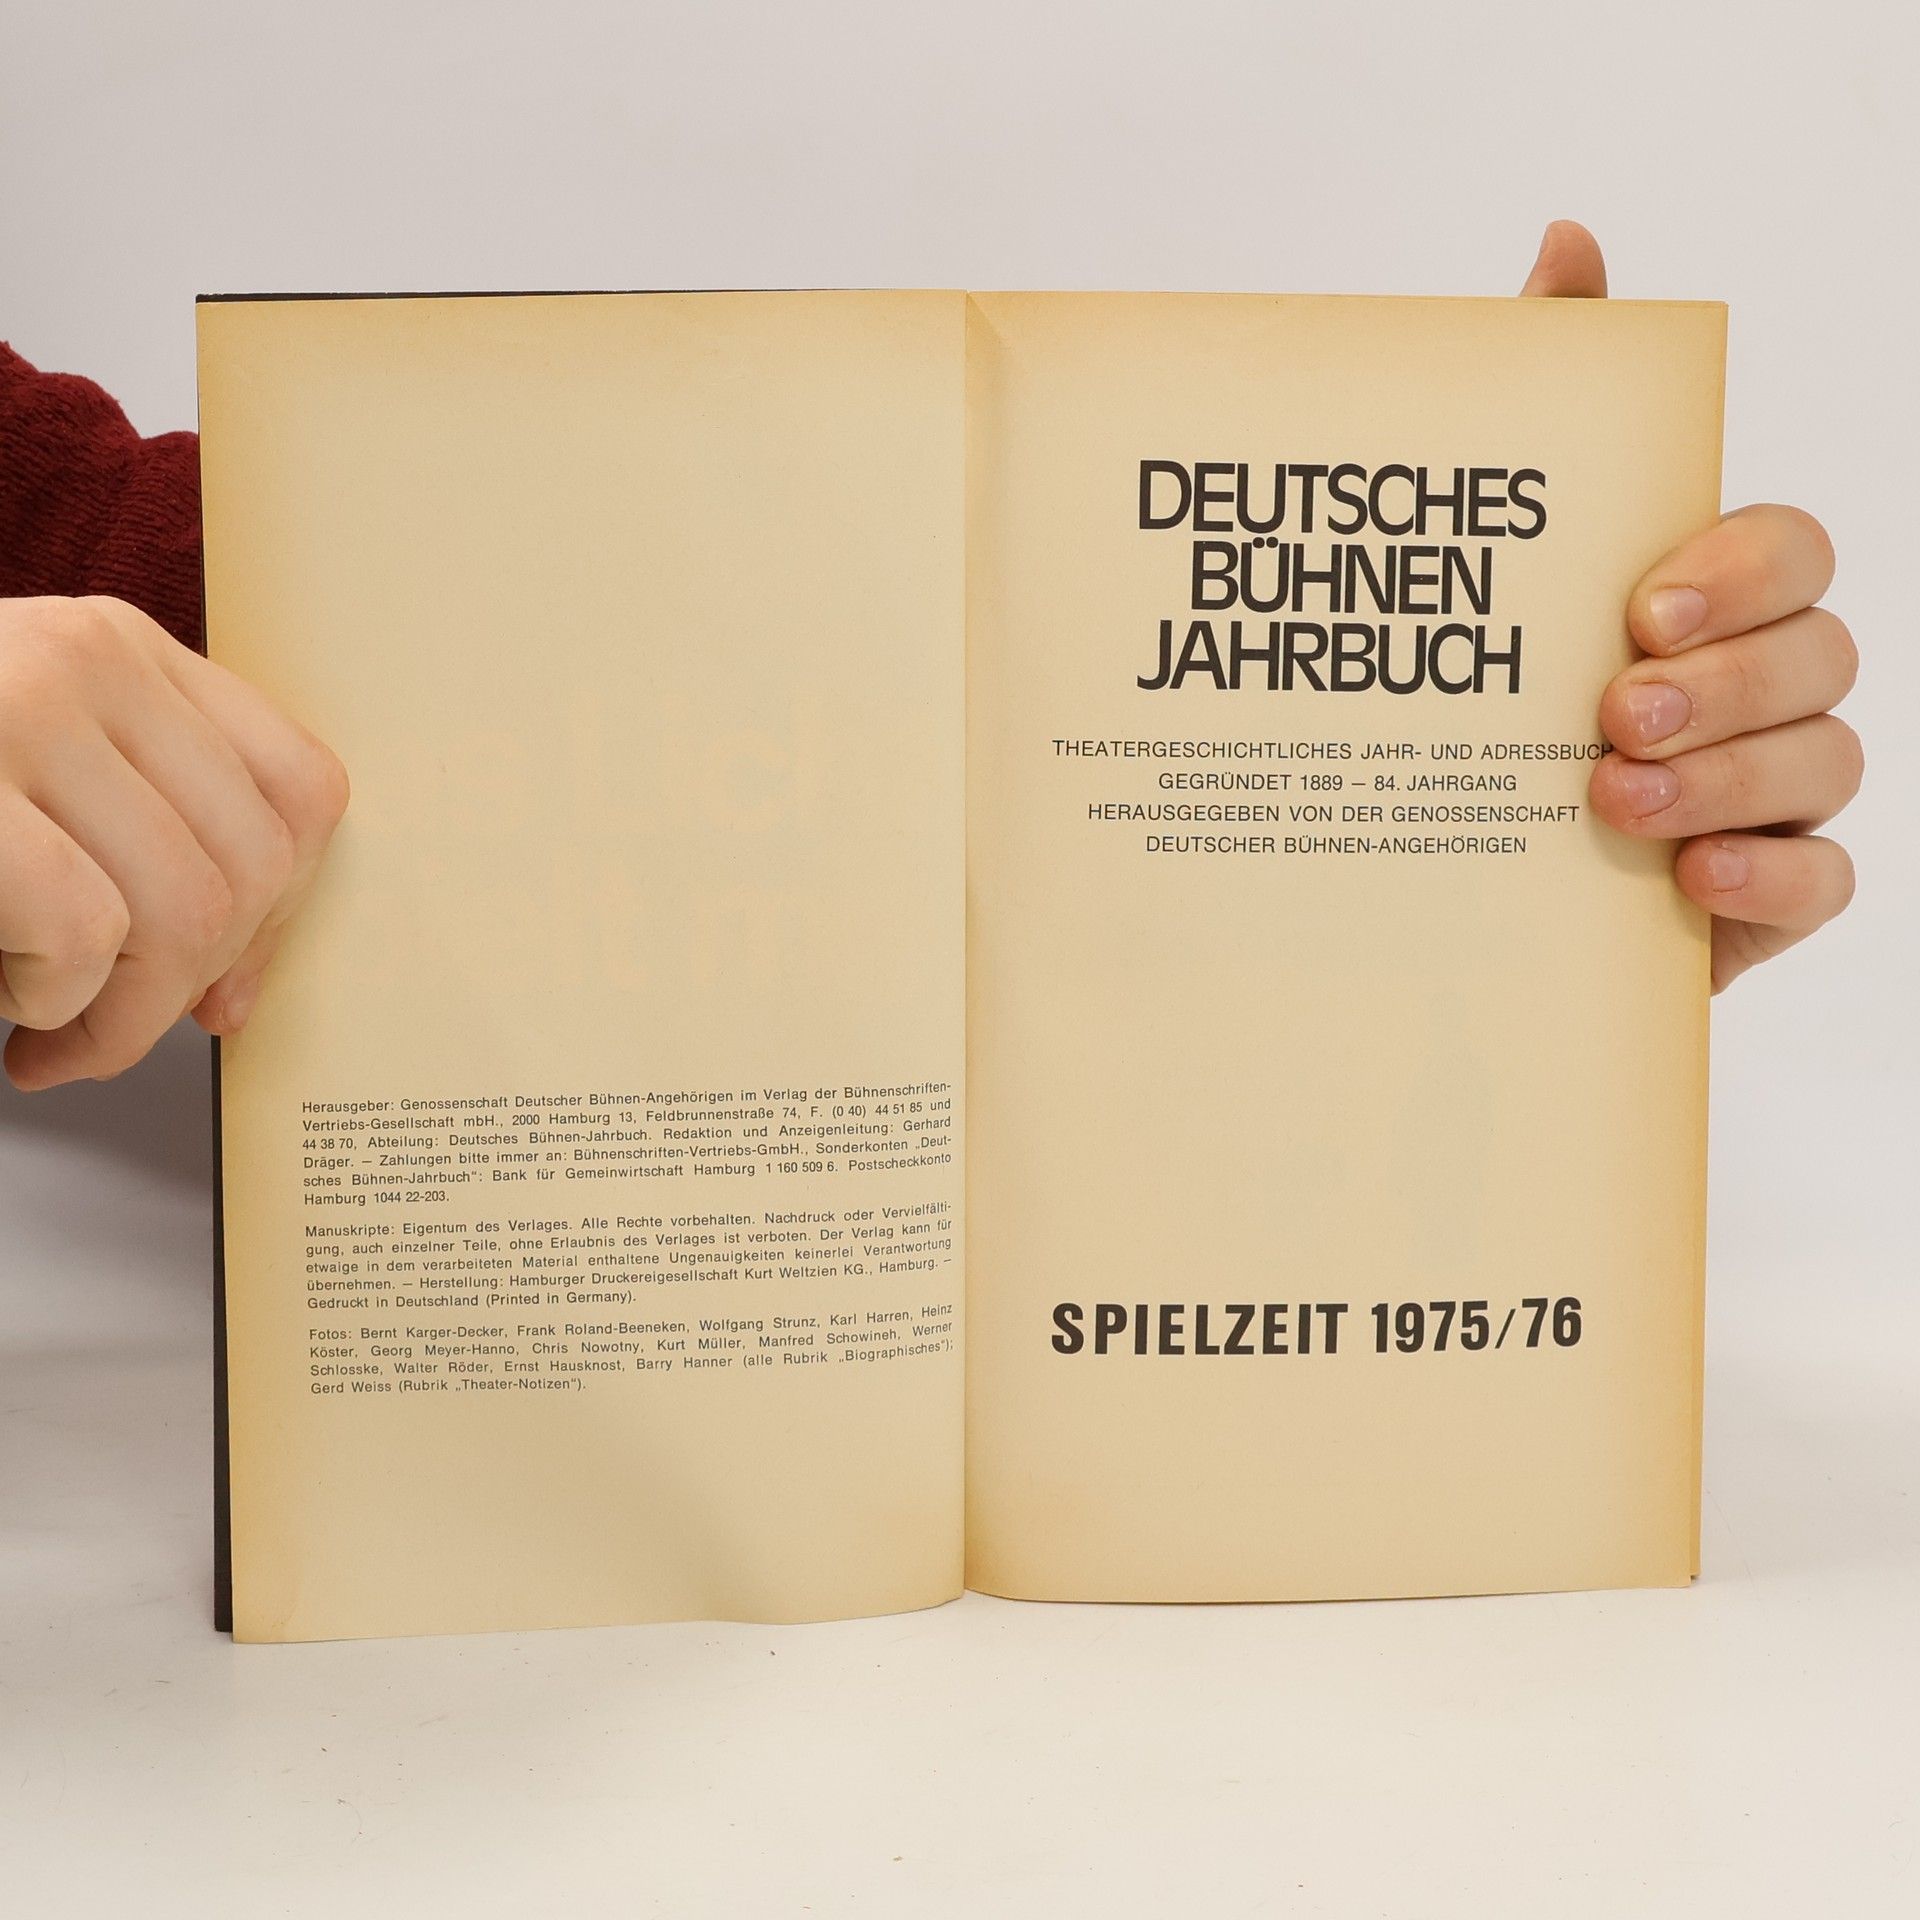 Herausgeber: Genossenschaft Deutscher Bühnen-Angehörigen im Verlag der Bühnenschriften-
Vertriebs-Gesellschaft mbH., 2000 Hamburg 13, Feldbrunnenstraße 74, F. (0 40) 44 51 85 und
44 38 70, Abteilung: Deutsches Bühnen-Jahrbuch. Redaktion und Anzeigenleitung: Gerhard
Dräger. — Zahlungen bitte immer an: Bühnenschriften-Vertriebs-GmbH., Sonderkonten „Deut-
sches Bühnen-Jahrbuch“: Bank für Gemeinwirtschaft Hamburg 1 160 509 6. Postscheckkonto
Hamburg 1044 22-203.
Manuskripte: Eigentum des Verlages. Alle Rechte vorbehalten. Nachdruck oder Vervielfälti-
gung, auch einzelner Teile, ohne Erlaubnis des Verlages ist verboten. Der Verlag kann für
etwaige in dem verarbeiteten Material enthaltene Ungenauigkeiten keinerlei Verantwortung
übernehmen. — Herstellung: Hamburger Druckereigesellschaft Kurt Weltzien KG., Hamburg. —
Gedruckt in Deutschland (Printed in Germany).
Fotos: Bernt Karger-Decker, Frank Roland-Beeneken, Wolfgang Strunz, Karl Harren, Heinz
Köster, Georg Meyer-Hanno, Chris Nowotny, Kurt Müller, Manfred Schowineh, Werner
Schlosske, Walter Röder, Ernst Hausknost, Barry Hanner (alle Rubrik „Biographisches“);
Gerd Weiss (Rubrik „Theater-Notizen“).
DEUTSCHES
BÜHNEN
JAHRBUCH
THEATERGESCHICHTLICHES JAHR- UND ADRESSBUCH
GEGRÜNDET 1889 — 84. JAHRGANG
HERAUSGEGEBEN VON DER GENOSSENSCHAFT
DEUTSCHER BÜHNEN-ANGEHÖRIGEN
SPIELZEIT 1975/76